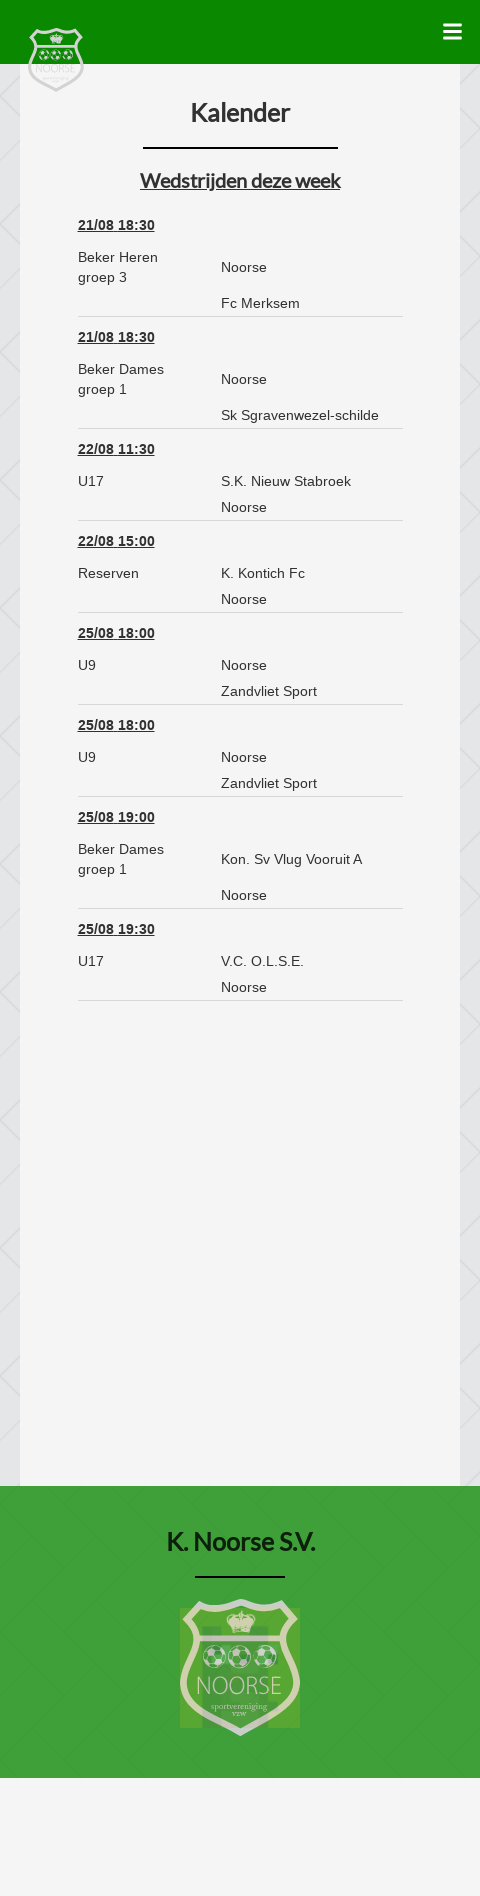 NOORSE
Kalender
Wedstrijden deze week
21/08 18:30
Beker Heren
groep 3
Noorse
Fc Merksem
21/08 18:30
Beker Dames
groep 1
Noorse
Sk Sgravenwezel-schilde
22/08 11:30
U17
S.K. Nieuw Stabroek
Noorse
22/08 15:00
Reserven
K. Kontich Fc
Noorse
25/08 18:00
U9
Noorse
Zandvliet Sport
25/08 18:00
U9
Noorse
Zandvliet Sport
25/08 19:00
Beker Dames
groep 1
Kon. Sv Vlug Vooruit A
Noorse
25/08 19:30
U17
V.C. O.L.S.E.
Noorse
K. Noorse S.V.
NOORSE
sportvereniging
vzw